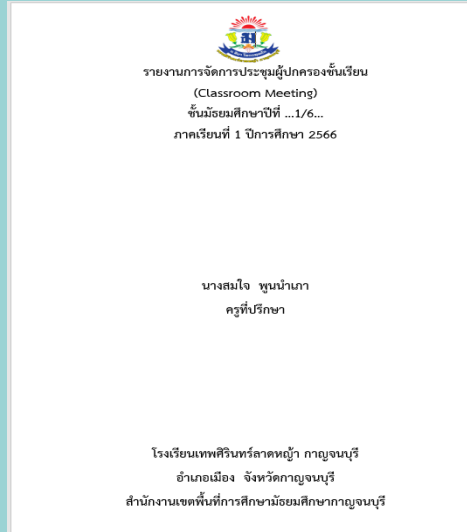 รายงานการจัดการประชุมผู้ปกครองชั้นเรียน
(Classroom Meeting)
ชั้นมัธยมศึกษาปีที่ ...1/6...
ภาคเรียนที่ 1 ปีการศึกษา 2566
นางสมใจ พูนนำเภา
ครูที่ปรึกษา
โรงเรียนเทพศิรินทร์ลาดหญ้า กาญจนบุรี
อำเภอเมือง จังหวัดกาญจนบุรี
สำนักงานเขตพื้นที่การศึกษามัธยมศึกษากาญจนบุรี